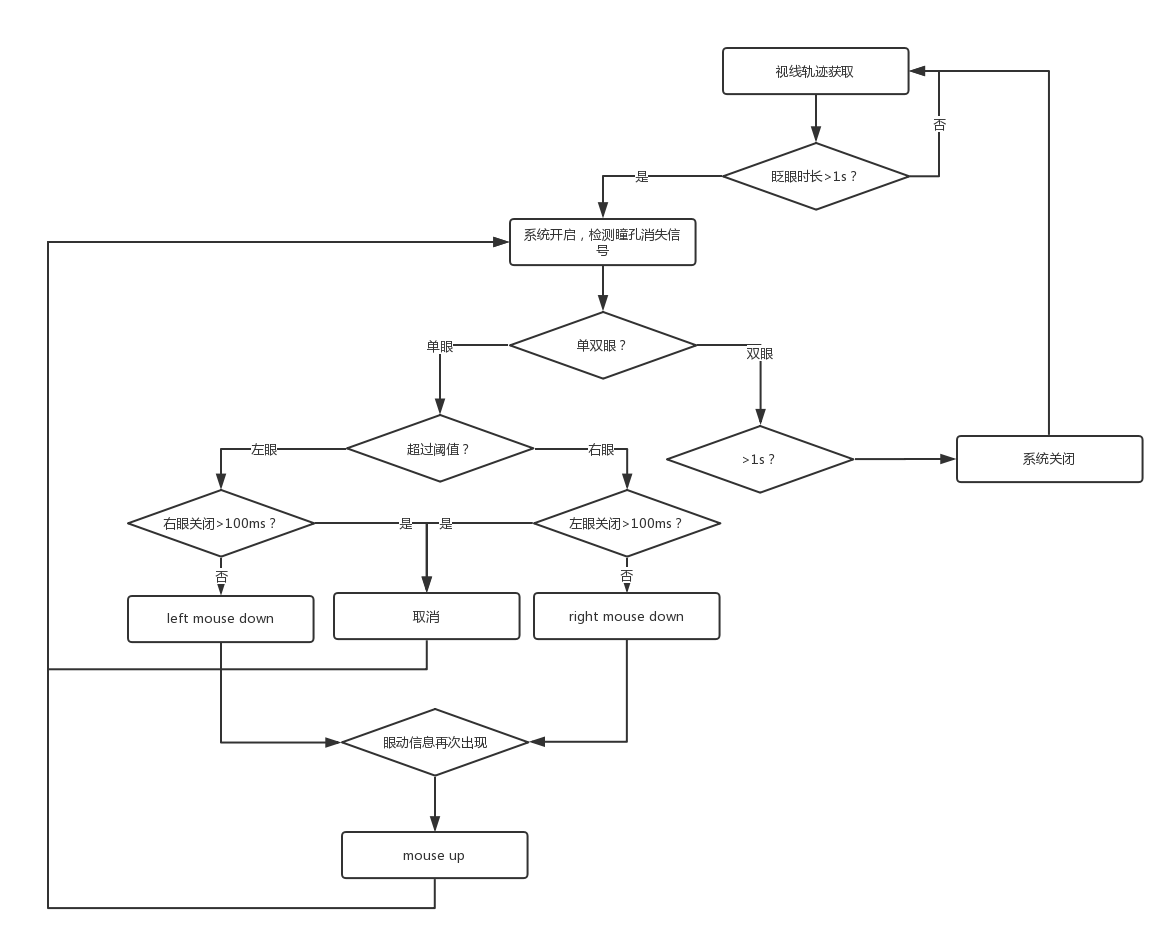 视线轨迹获取
否
眨眼时长>1s？
是
系统开启，检测瞳孔消失信
号
单双眼？
单眼
双眼
超过阈值？
左眼
右眼
>1s？
系统关闭
右眼关闭>100ms？
是
是
左眼关闭>100ms？
否
否
left mouse down
取消
right mouse down
眼动信息再次出现
mouse up